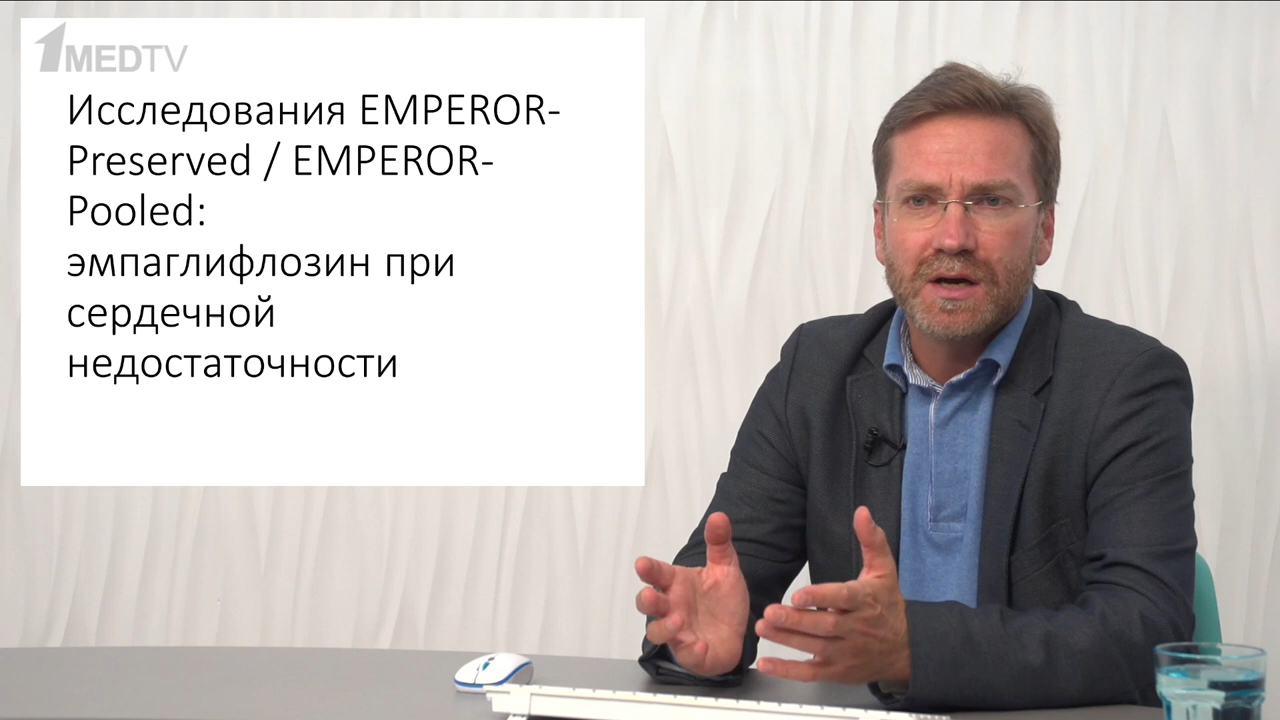 1MEDTV
Исследования EMPEROR-
Preserved / EMPEROR-
Pooled:
эмпаглифлозин при
сердечной
недостаточности